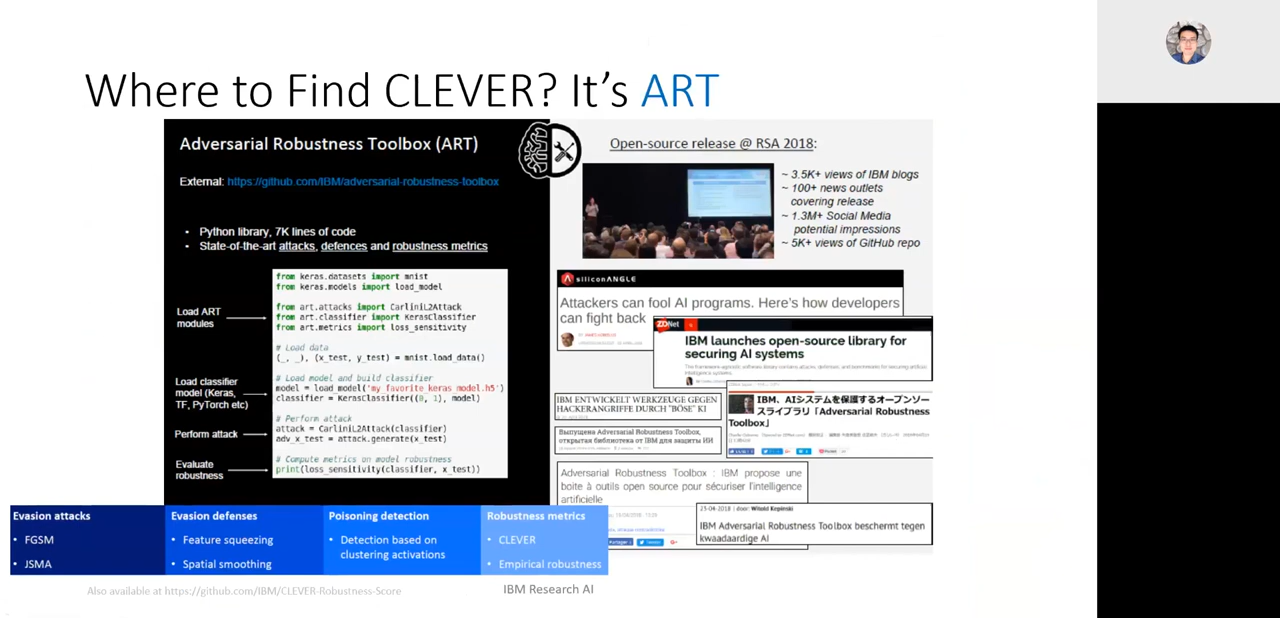 Where to Find CLEVER? It's ART
Adversarial Robustness Toolbox (ART)
External: https://github.com/IBM/adversarial-robustness-toolbox
• Python library, 7K lines of code
• State-of-the-art attacks, defences and robustness metrics
Load ART
modules
Load classifier
model (Keras,
TF, PyTorch etc)
Perform attack
Evaluate
robustness
from keras.datasets import mnist
from keras.models import load_model
from art.attacks import CarliniL2Attack
from art.classifier import KerasClassifier
from art.metrics import loss_sensitivity
# Load data
(_, _), (x_test, y_test) = mnist.load_data()
# Load model and build classifier
model = load_model('my_favorite_keras_model.h5')
classifier = KerasClassifier((0, 1), model)
# Perform attack
attack = CarliniL2Attack(classifier)
adv_x_test = attack.generate(x_test)
# Compute metrics on model robustness
print(loss_sensitivity(classifier, x_test))
Open-source release @ RSA 2018:
~ 3.5K+ views of IBM blogs
~ 100+ news outlets
covering release
~ 1.3M+ Social Media
potential impressions
~ 5K+ views of GitHub repo
siliconANGLE
Attackers can fool AI programs. Here's how developers
can fight back
ZDNet
IBM launches open-source library for
securing AI systems
IBM ENTWICKELT WERKZEUGE GEGEN
HACKERANGRIFFE DURCH "BÖSE" KI
IBM、AIシステムを保護するオープンソー
スライブラリ「Adversarial Robustness
Toolbox」
Выпущена Adversarial Robustness Toolbox,
открытая библиотека от IBM для защиты ИИ
Adversarial Robustness Toolbox : IBM propose une
boite à outils open source pour sécuriser l'intelligence
artificielle
23-04-2018 | door: Witold Kepinski
IBM Adversarial Robustness Toolbox beschermt tegen
kwaadaardige AI
Evasion attacks
• FGSM
• JSMA
Evasion defenses
• Feature squeezing
• Spatial smoothing
Poisoning detection
• Detection based on
clustering activations
Robustness metrics
• CLEVER
• Empirical robustness
Also available at https://github.com/IBM/CLEVER-Robustness-Score
IBM Research AI